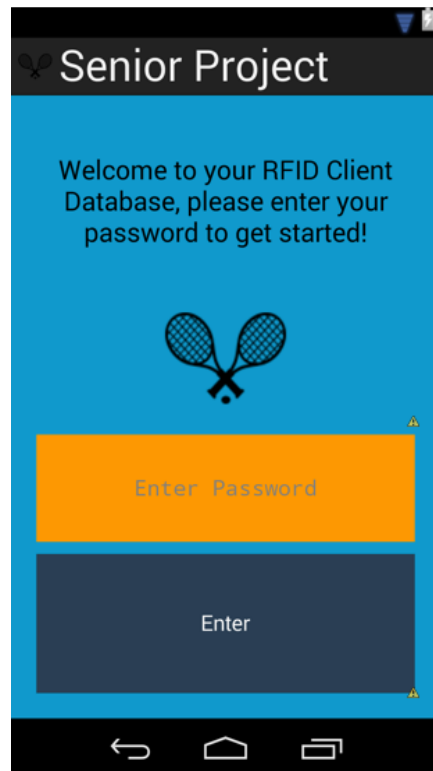 Senior Project
Welcome to your RFID Client
Database, please enter your
password to get started!
Enter Password
Enter